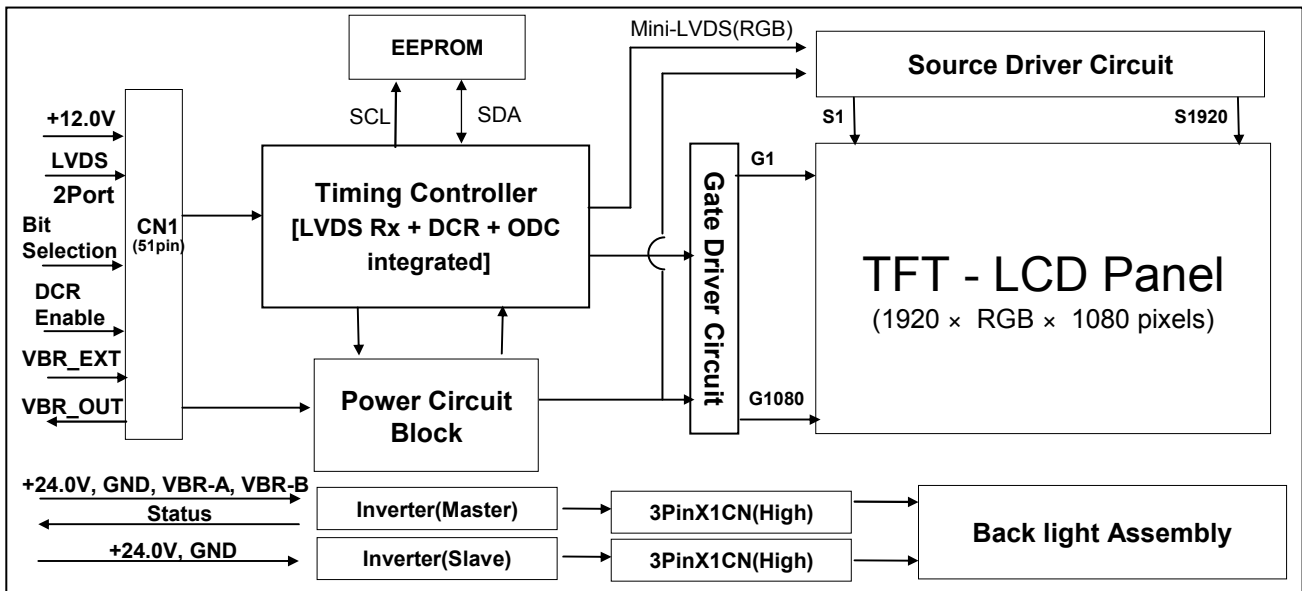 EEPROM
Mini-LVDS(RGB)
Source Driver Circuit
SCL
SDA
S1
S1920
+12.0V
LVDS
2Port
Bit
Selection
DCR
Enable
VBR_EXT
VBR_OUT
CN1
(51pin)
Timing Controller
[LVDS Rx + DCR + ODC
integrated]
Power Circuit
Block
Gate Driver Circuit
G1
G1080
TFT - LCD Panel
(1920 × RGB × 1080 pixels)
+24.0V, GND, VBR-A, VBR-B
Status
Inverter(Master)
3PinX1CN(High)
+24.0V, GND
Inverter(Slave)
3PinX1CN(High)
Back light Assembly